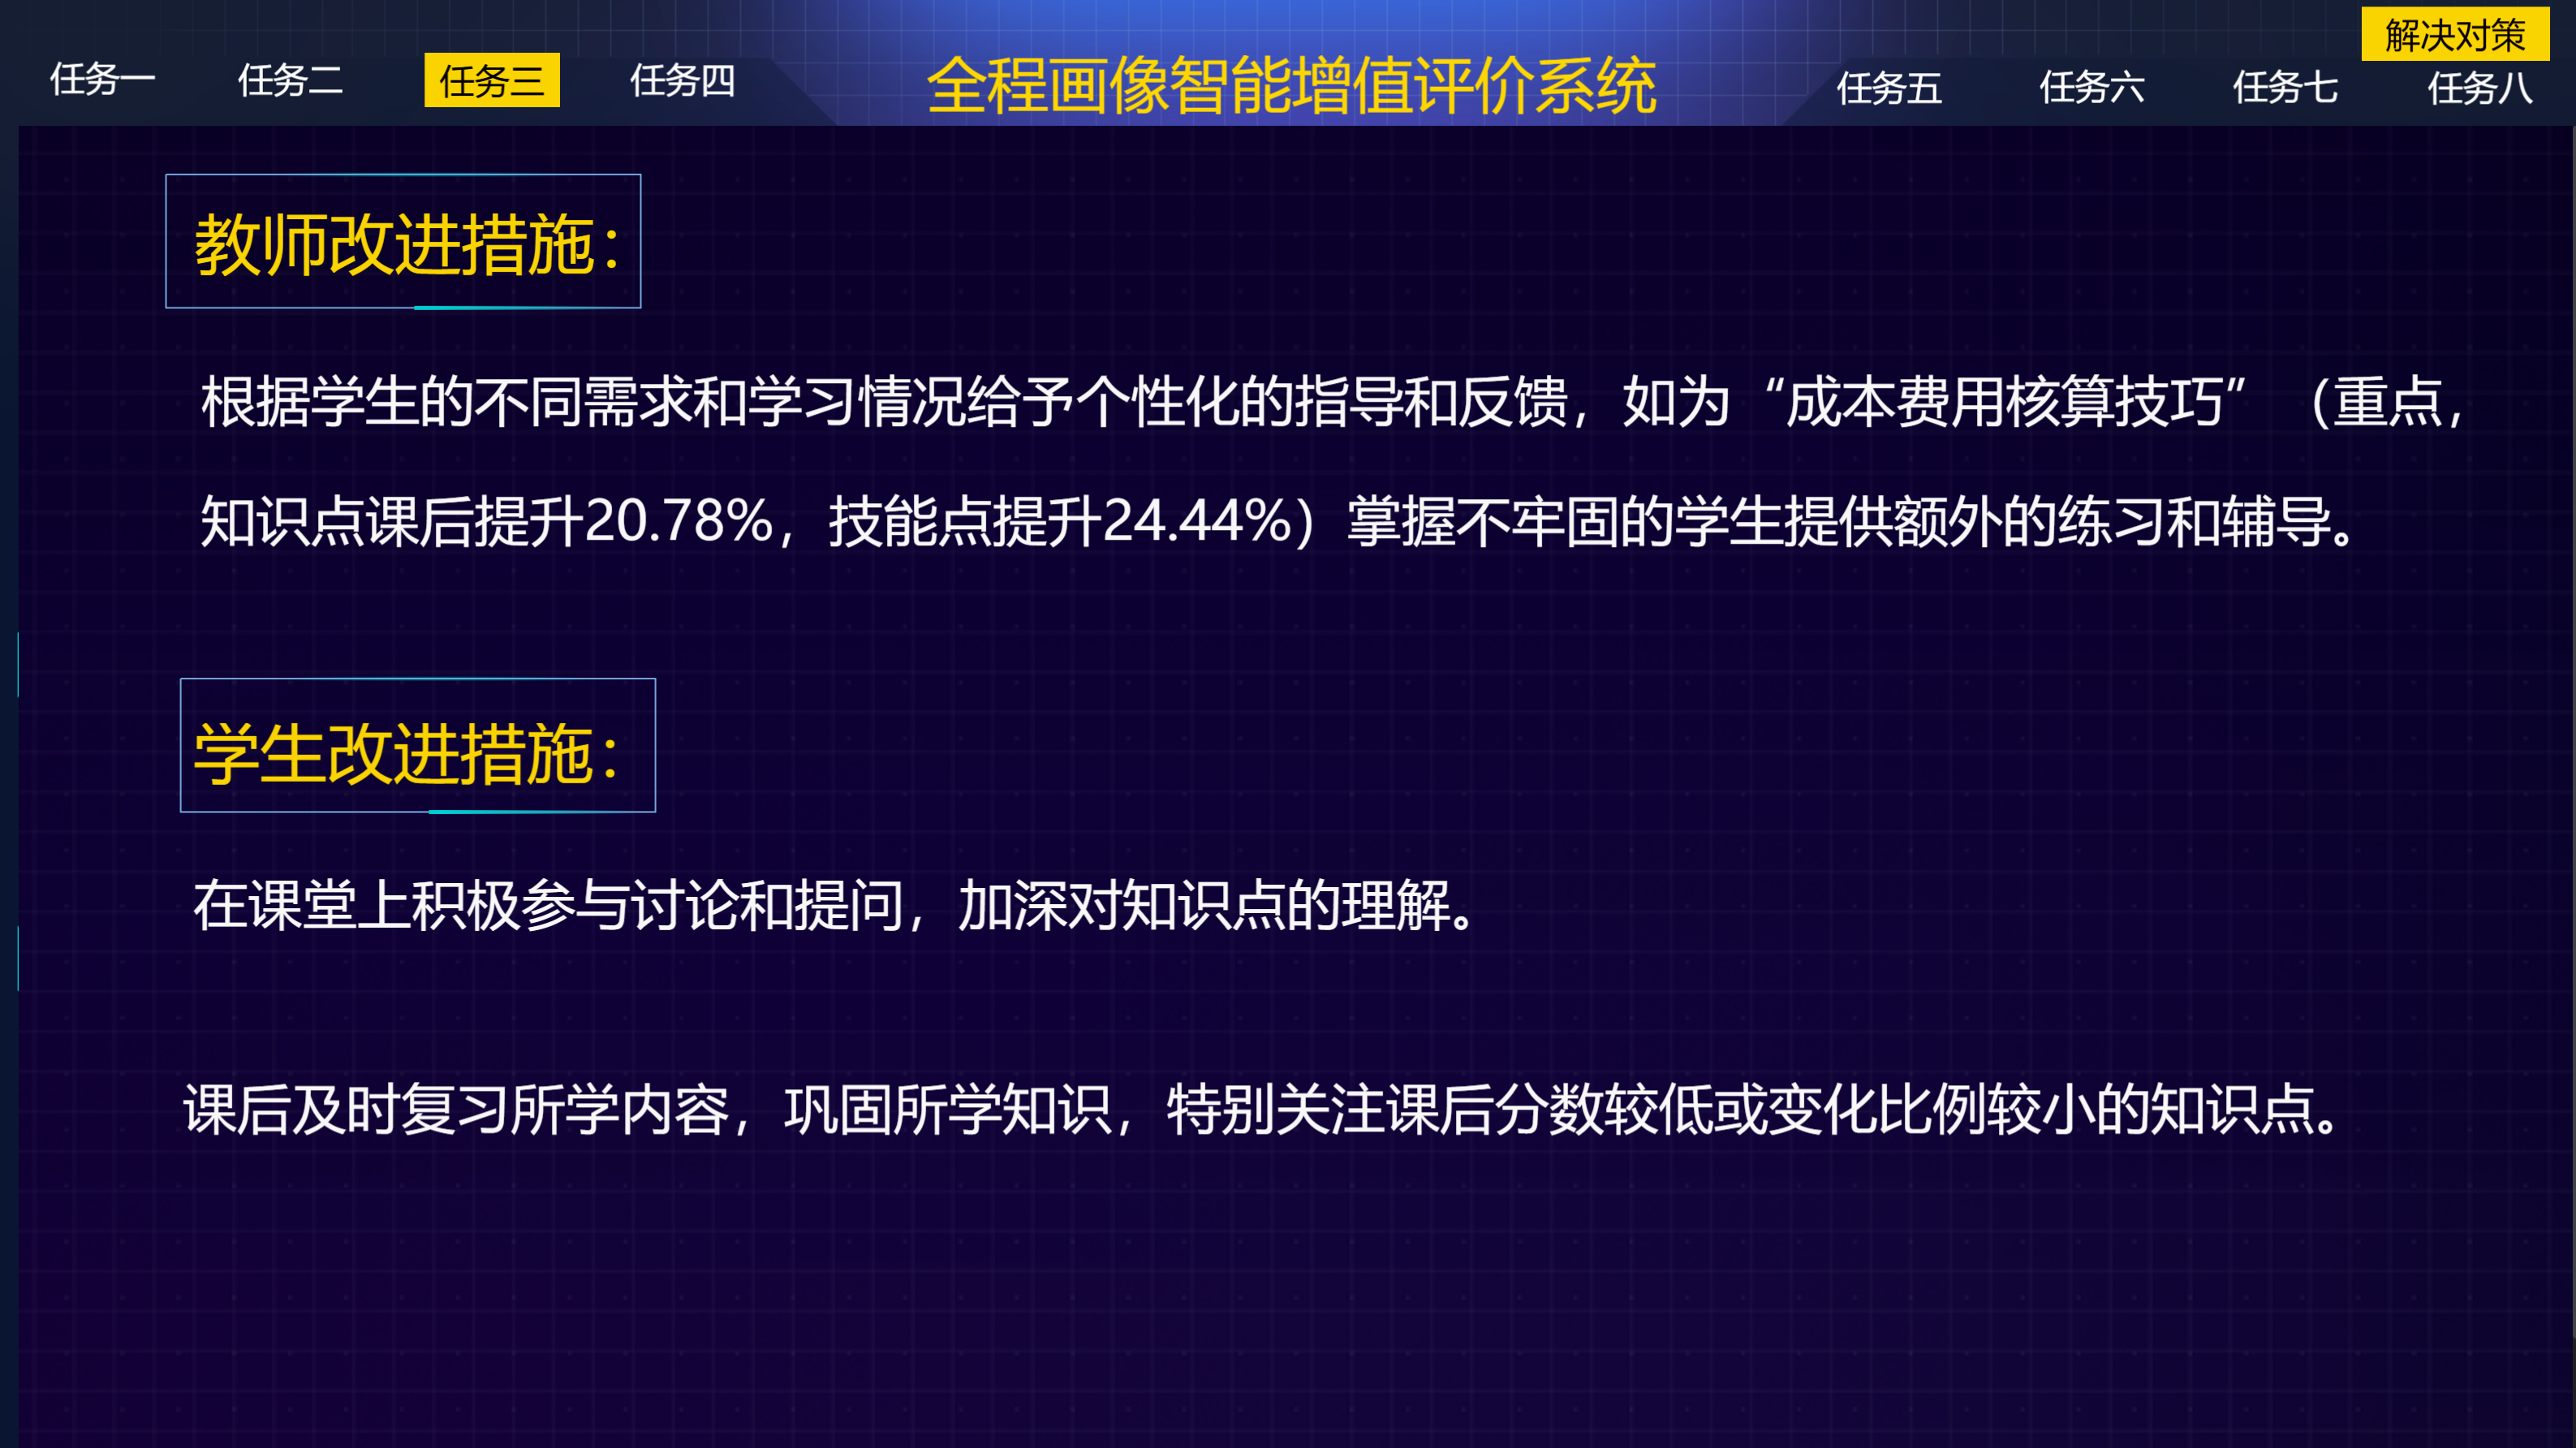 解决对策
任务一
任务二
任务三
任务四
全程画像智能增值评价系统
任务五
任务六
任务七
任务八
教师改进措施：
根据学生的不同需求和学习情况给予个性化的指导和反馈，如为“成本费用核算技巧”（重点，
知识点课后提升20.78%，技能点提升24.44%）掌握不牢固的学生提供额外的练习和辅导。
学生改进措施：
在课堂上积极参与讨论和提问，加深对知识点的理解。
课后及时复习所学内容，巩固所学知识，特别关注课后分数较低或变化比例较小的知识点。